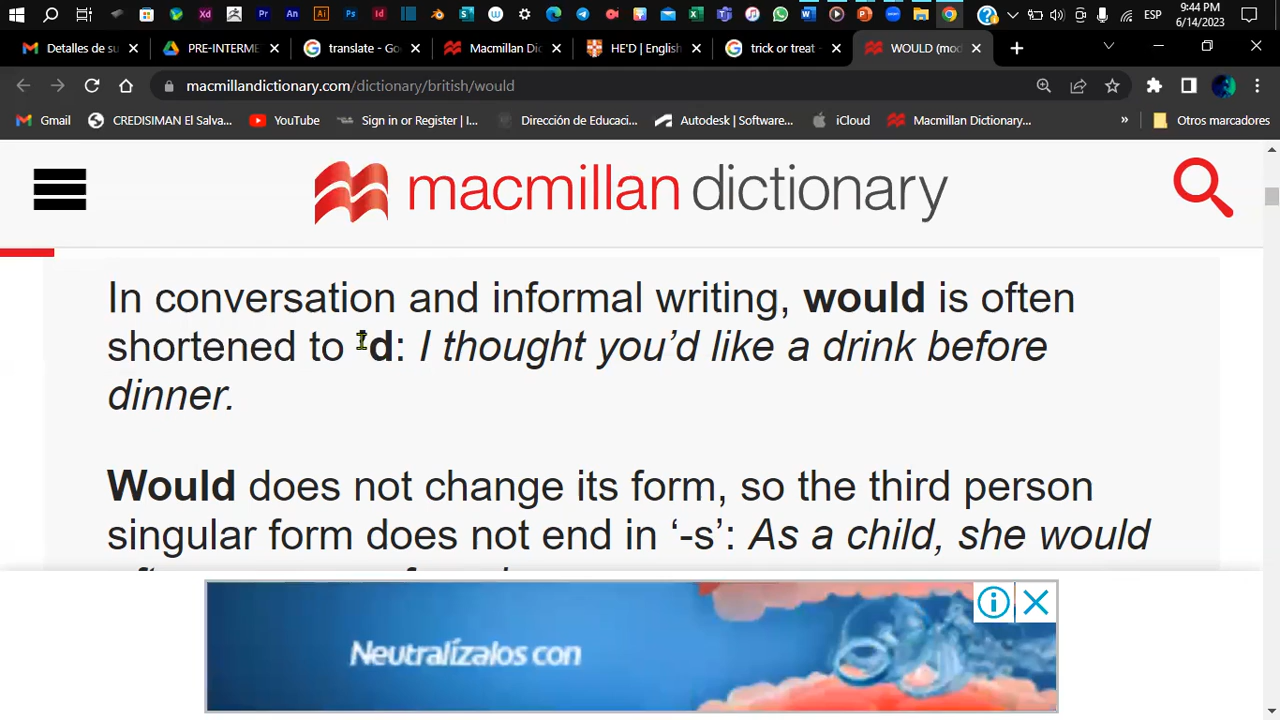 9:44 PM
ESP
6/14/2023
Detalles de su
PRE-INTERME
translate - Go
Macmillan Dic
HE'D | English
trick or treat -
WOULD (mod
macmillandictionary.com/dictionary/british/would
Gmail
CREDISIMAN El Salva...
YouTube
Sign in or Register | I...
Dirección de Educaci...
Autodesk | Software...
iCloud
Macmillan Dictionary...
»
Otros marcadores
macmillan dictionary
In conversation and informal writing, would is often
shortened to 'd: I thought you’d like a drink before
dinner.
Would does not change its form, so the third person
singular form does not end in ‘-s’: As a child, she would
Neutralízalos con